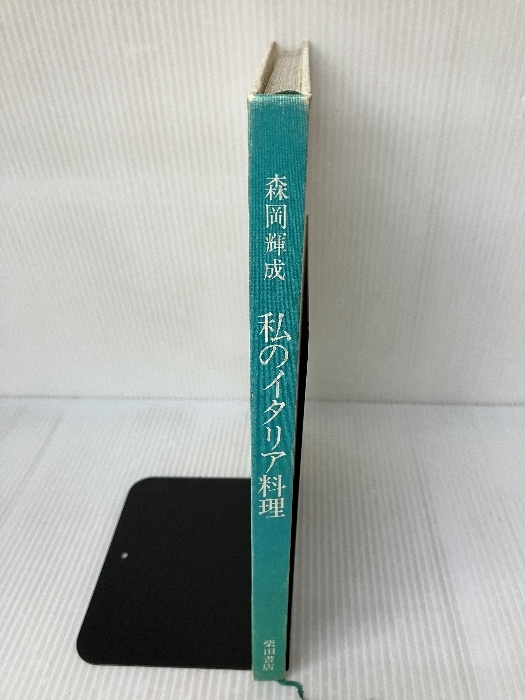 森岡輝成
私のイタリア料理
柴田書店